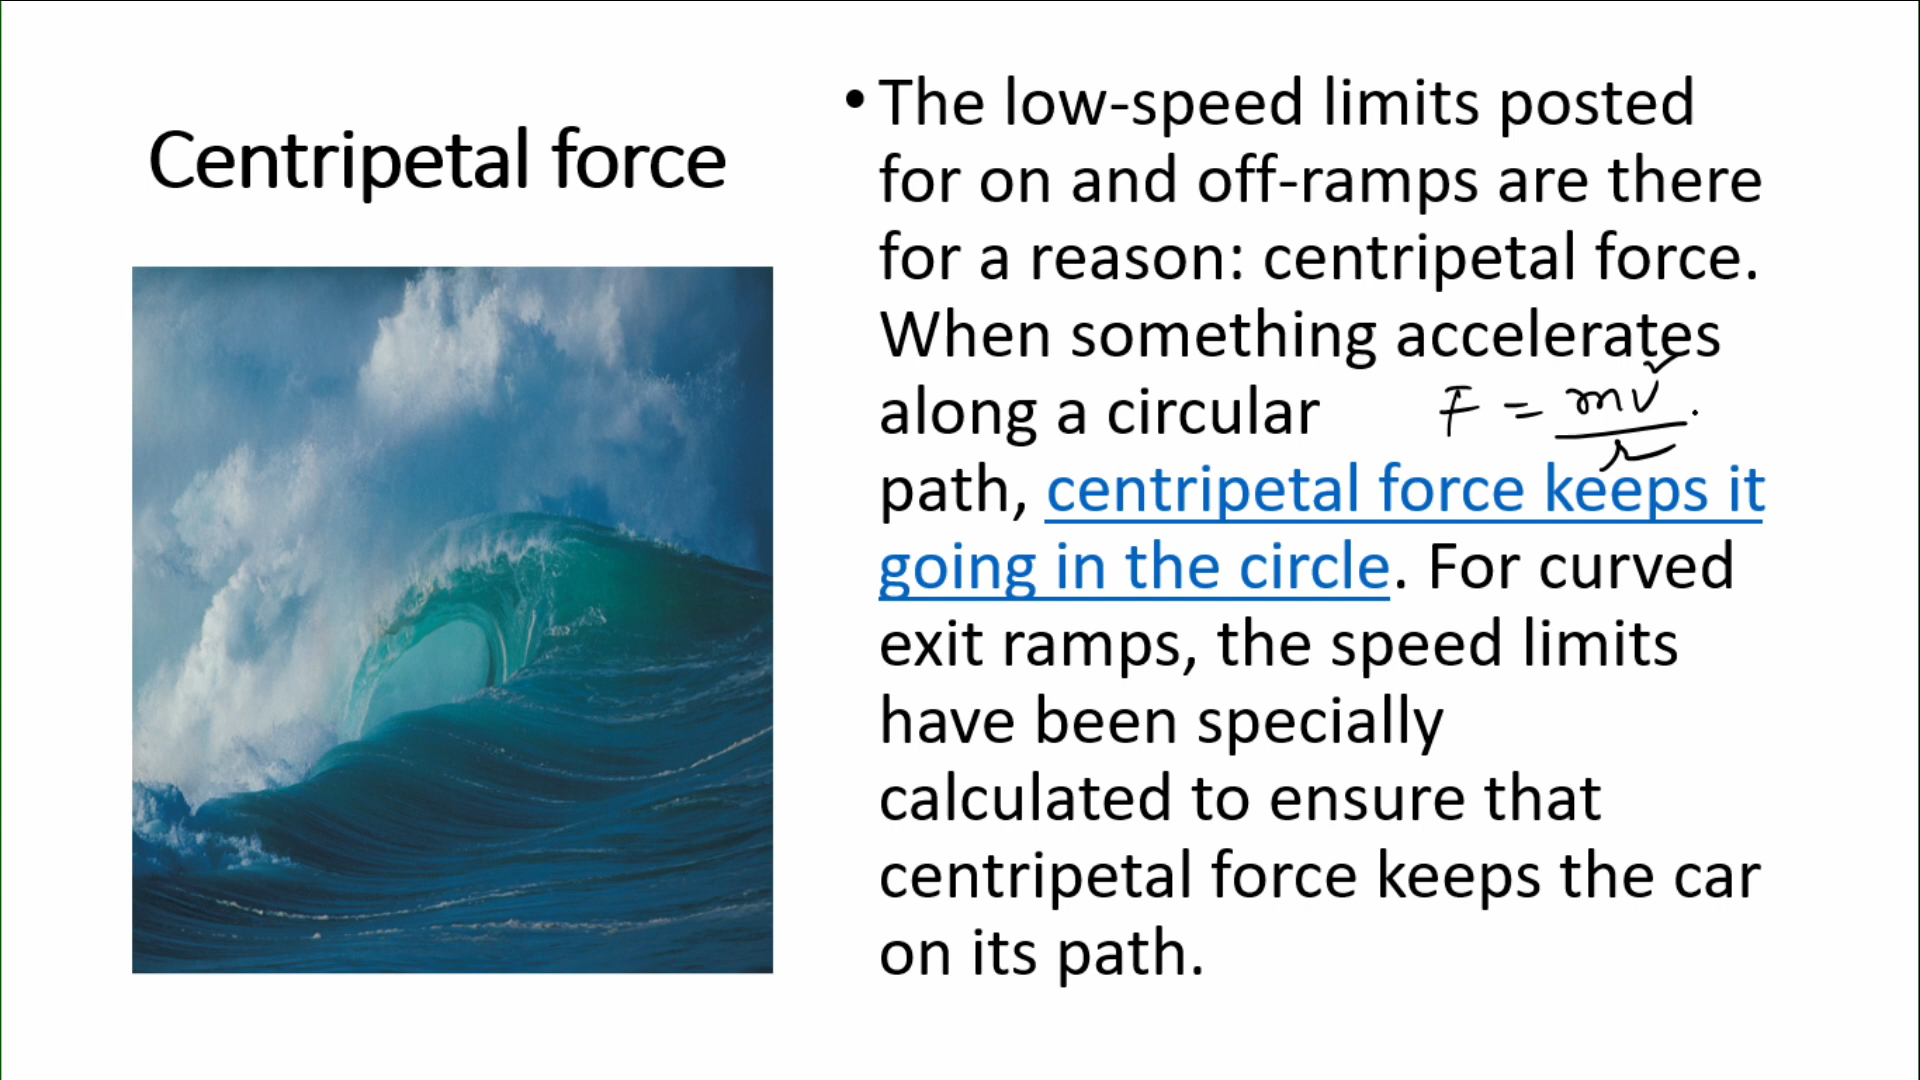 Centripetal force
• The low-speed limits posted
for on and off-ramps are there
for a reason: centripetal force.
When something accelerates
along a circular
F = mv²/r
path, centripetal force keeps it
going in the circle. For curved
exit ramps, the speed limits
have been specially
calculated to ensure that
centripetal force keeps the car
on its path.